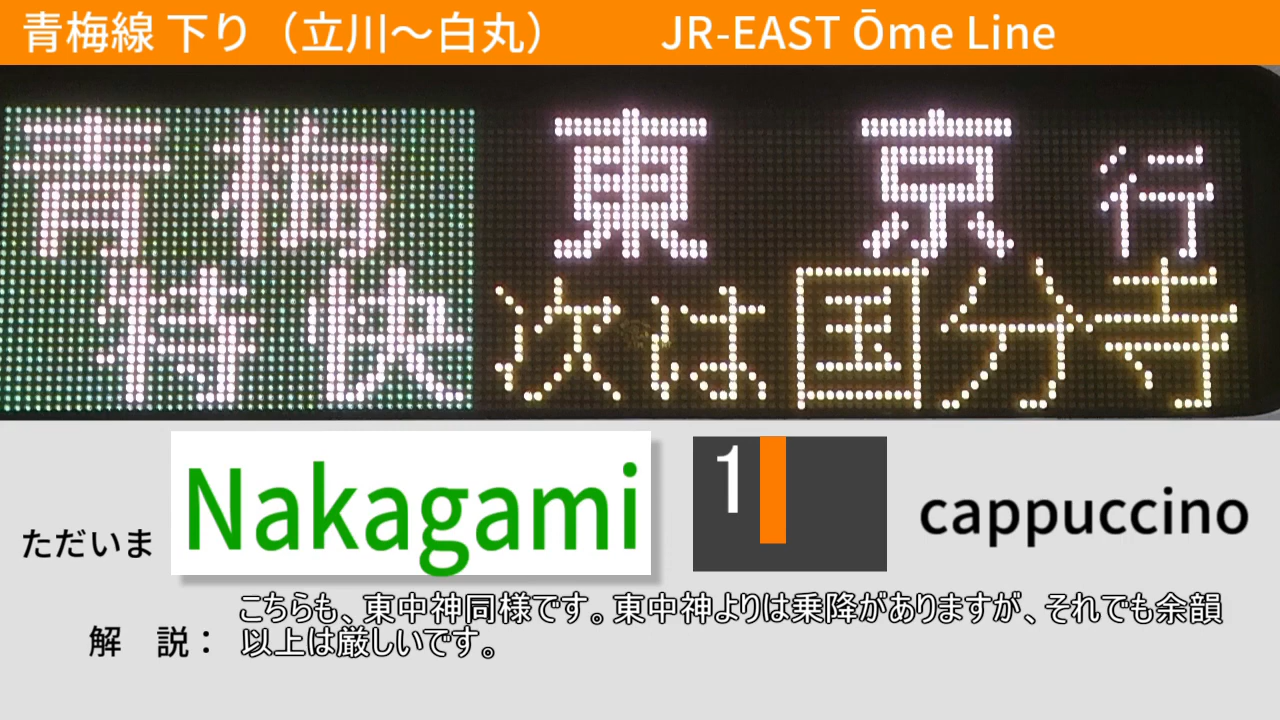 青梅線 下り（立川～白丸） JR-EAST Ōme Line
青梅 東京行
特快 次は国分寺
ただいま Nakagami 1 cappuccino
解　説： こちらも、東中神同様です。東中神よりは乗降がありますが、それでも余韻
以上は厳しいです。